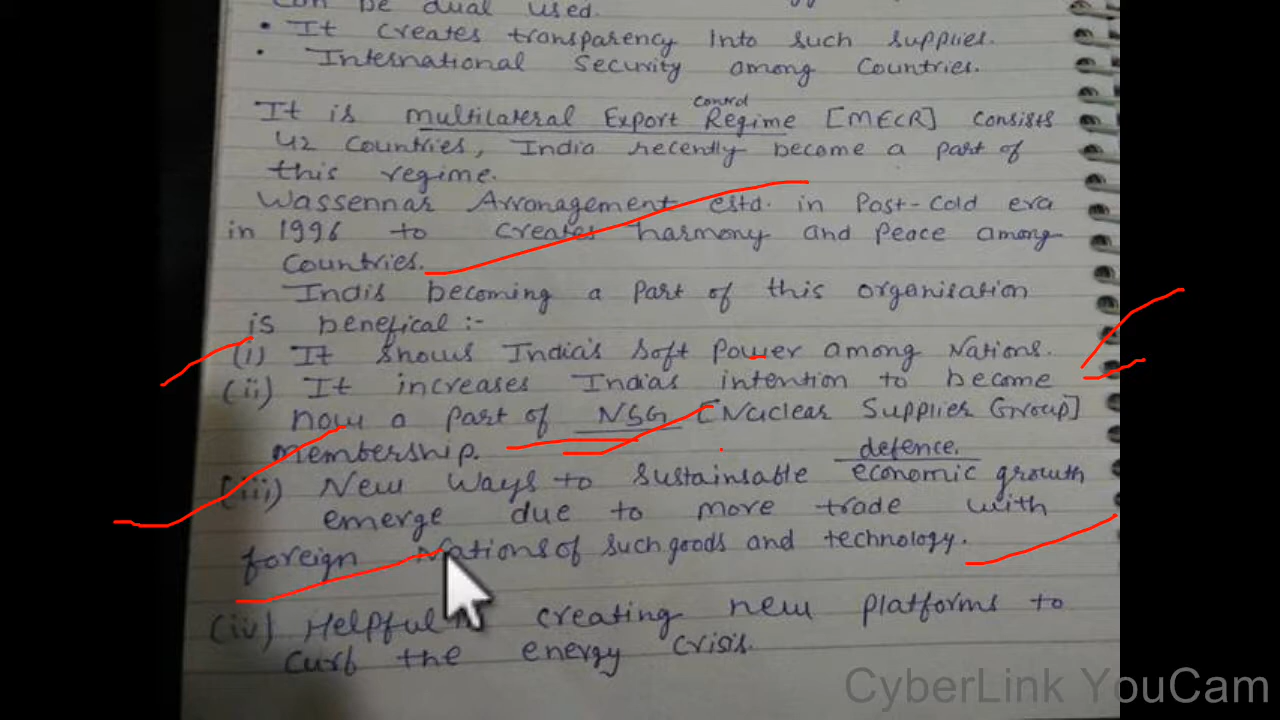 can be dual used.
• It creates transparency into such supplies.
• International security among countries.
It is multilateral Export control Regime [MECR] consists
42 countries, India recently become a part of
this regime.
Wassennar Arronagement estd. in Post-cold era
in 1996 to creates harmony and peace among
countries.
Indis becoming a part of this organisation
is benefical :-
(i) It shows India's soft power among Nations.
(ii) It increases Indias intention to become
now a part of NSG [Nuclear Supplier Group]
membership.
(iii) New ways to sustainsable defence. economic growth
emerge due to more trade with
foreign Nations of such goods and technology.
(iv) Helpful creating new platforms to
curb the energy crisis.
CyberLink YouCam